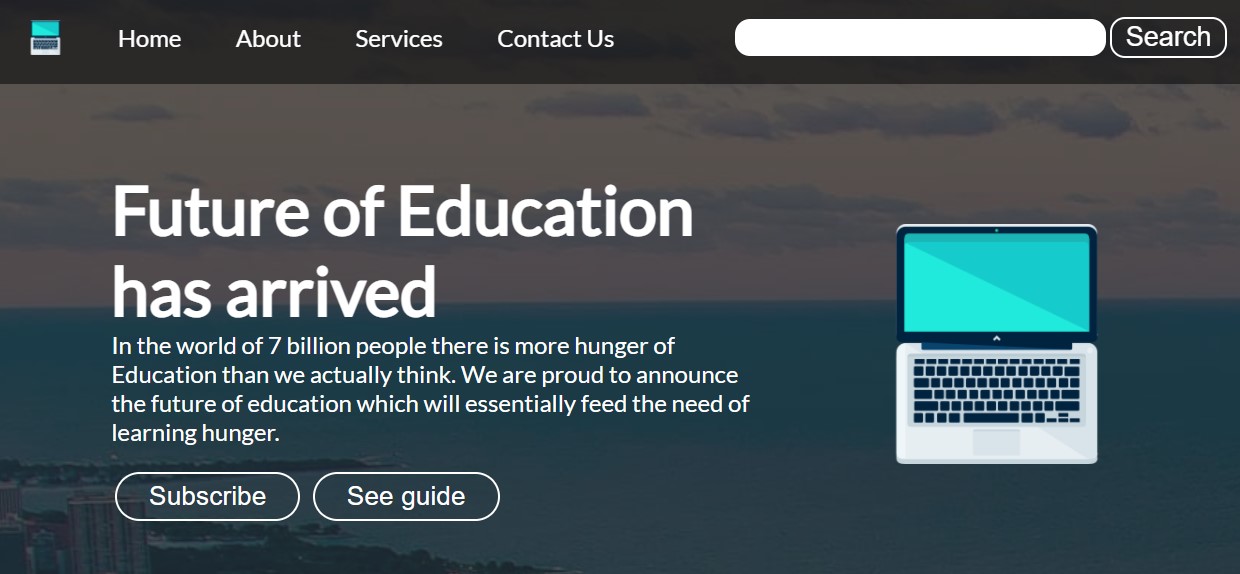 Home About Services Contact Us Search
Future of Education
has arrived
In the world of 7 billion people there is more hunger of
Education than we actually think. We are proud to announce
the future of education which will essentially feed the need of
learning hunger.
Subscribe See guide